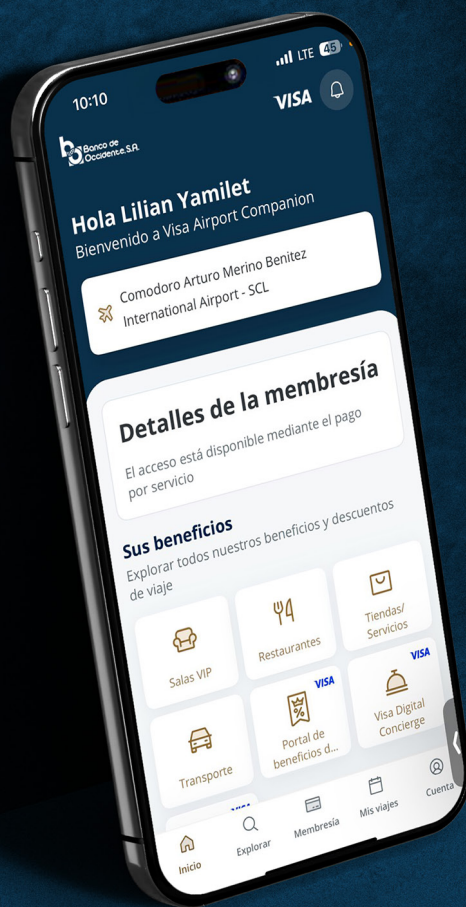 10:10
LTE 45
VISA
b Banco de
Occidente, S.A.
Hola Lilian Yamilet
Bienvenido a Visa Airport Companion
Comodoro Arturo Merino Benitez
International Airport - SCL
Detalles de la membresía
El acceso está disponible mediante el pago
por servicio
Sus beneficios
Explorar todos nuestros beneficios y descuentos
de viaje
Salas VIP
Restaurantes
Tiendas/
Servicios
Transporte
VISA
Portal de
beneficios d...
VISA
Visa Digital
Concierge
VISA
Inicio
Explorar
Membresía
Mis viajes
Cuenta